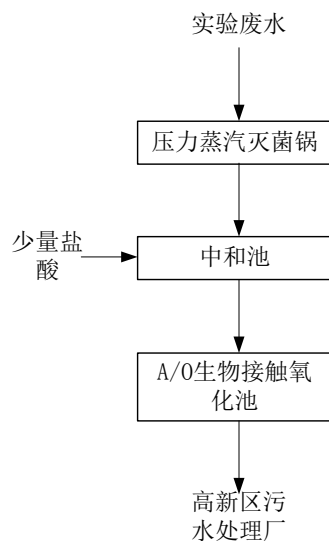 实验废水
压力蒸汽灭菌锅
少量盐
酸
中和池
A/O生物接触氧
化池
高新区污
水处理厂